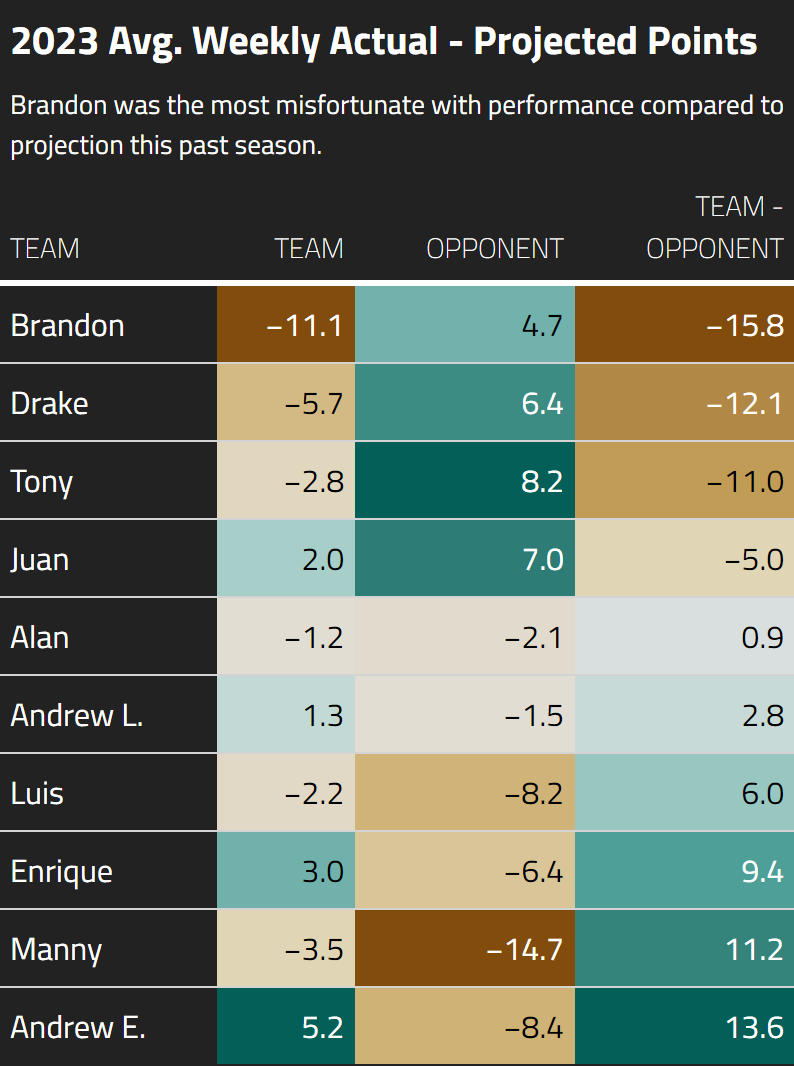 2023 Avg. Weekly Actual - Projected Points
Brandon was the most misfortunate with performance compared to
projection this past season.
TEAM TEAM OPPONENT TEAM -
OPPONENT
Brandon −11.1 4.7 −15.8
Drake −5.7 6.4 −12.1
Tony −2.8 8.2 −11.0
Juan 2.0 7.0 −5.0
Alan −1.2 −2.1 0.9
Andrew L. 1.3 −1.5 2.8
Luis −2.2 −8.2 6.0
Enrique 3.0 −6.4 9.4
Manny −3.5 −14.7 11.2
Andrew E. 5.2 −8.4 13.6